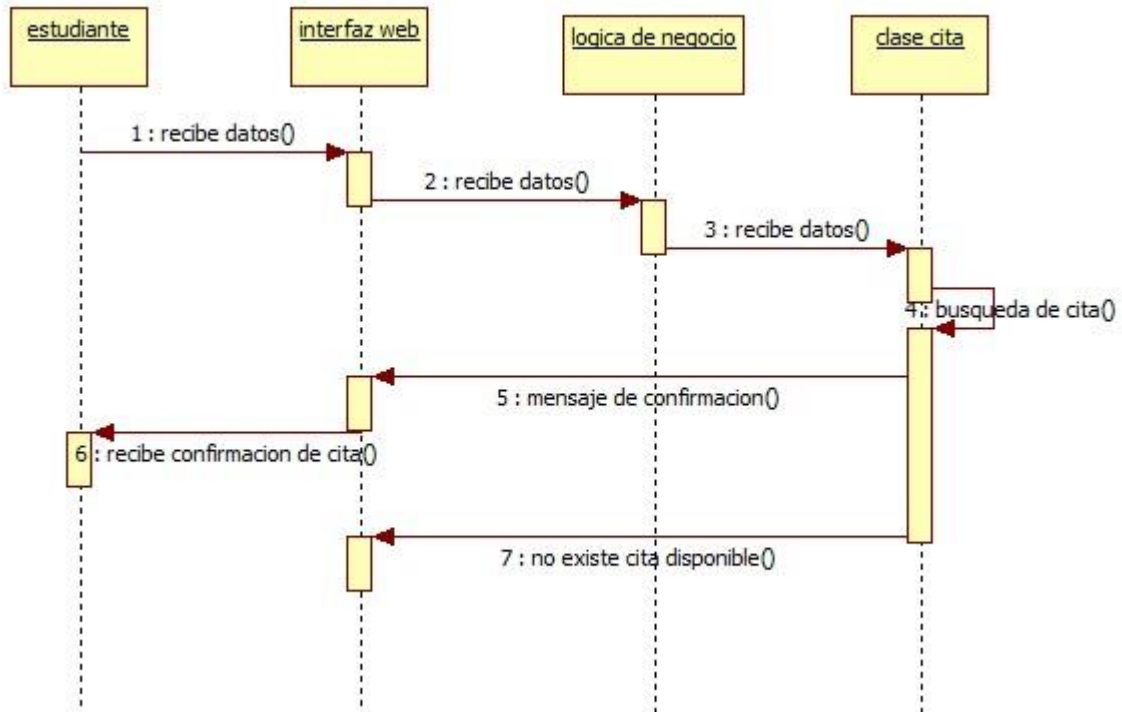 estudiante
interfaz web
logica de negocio
clase cita
1 : recibe datos()
2 : recibe datos()
3 : recibe datos()
4 : busqueda de cita()
5 : mensaje de confirmacion()
6 : recibe confirmacion de cita()
7 : no existe cita disponible()